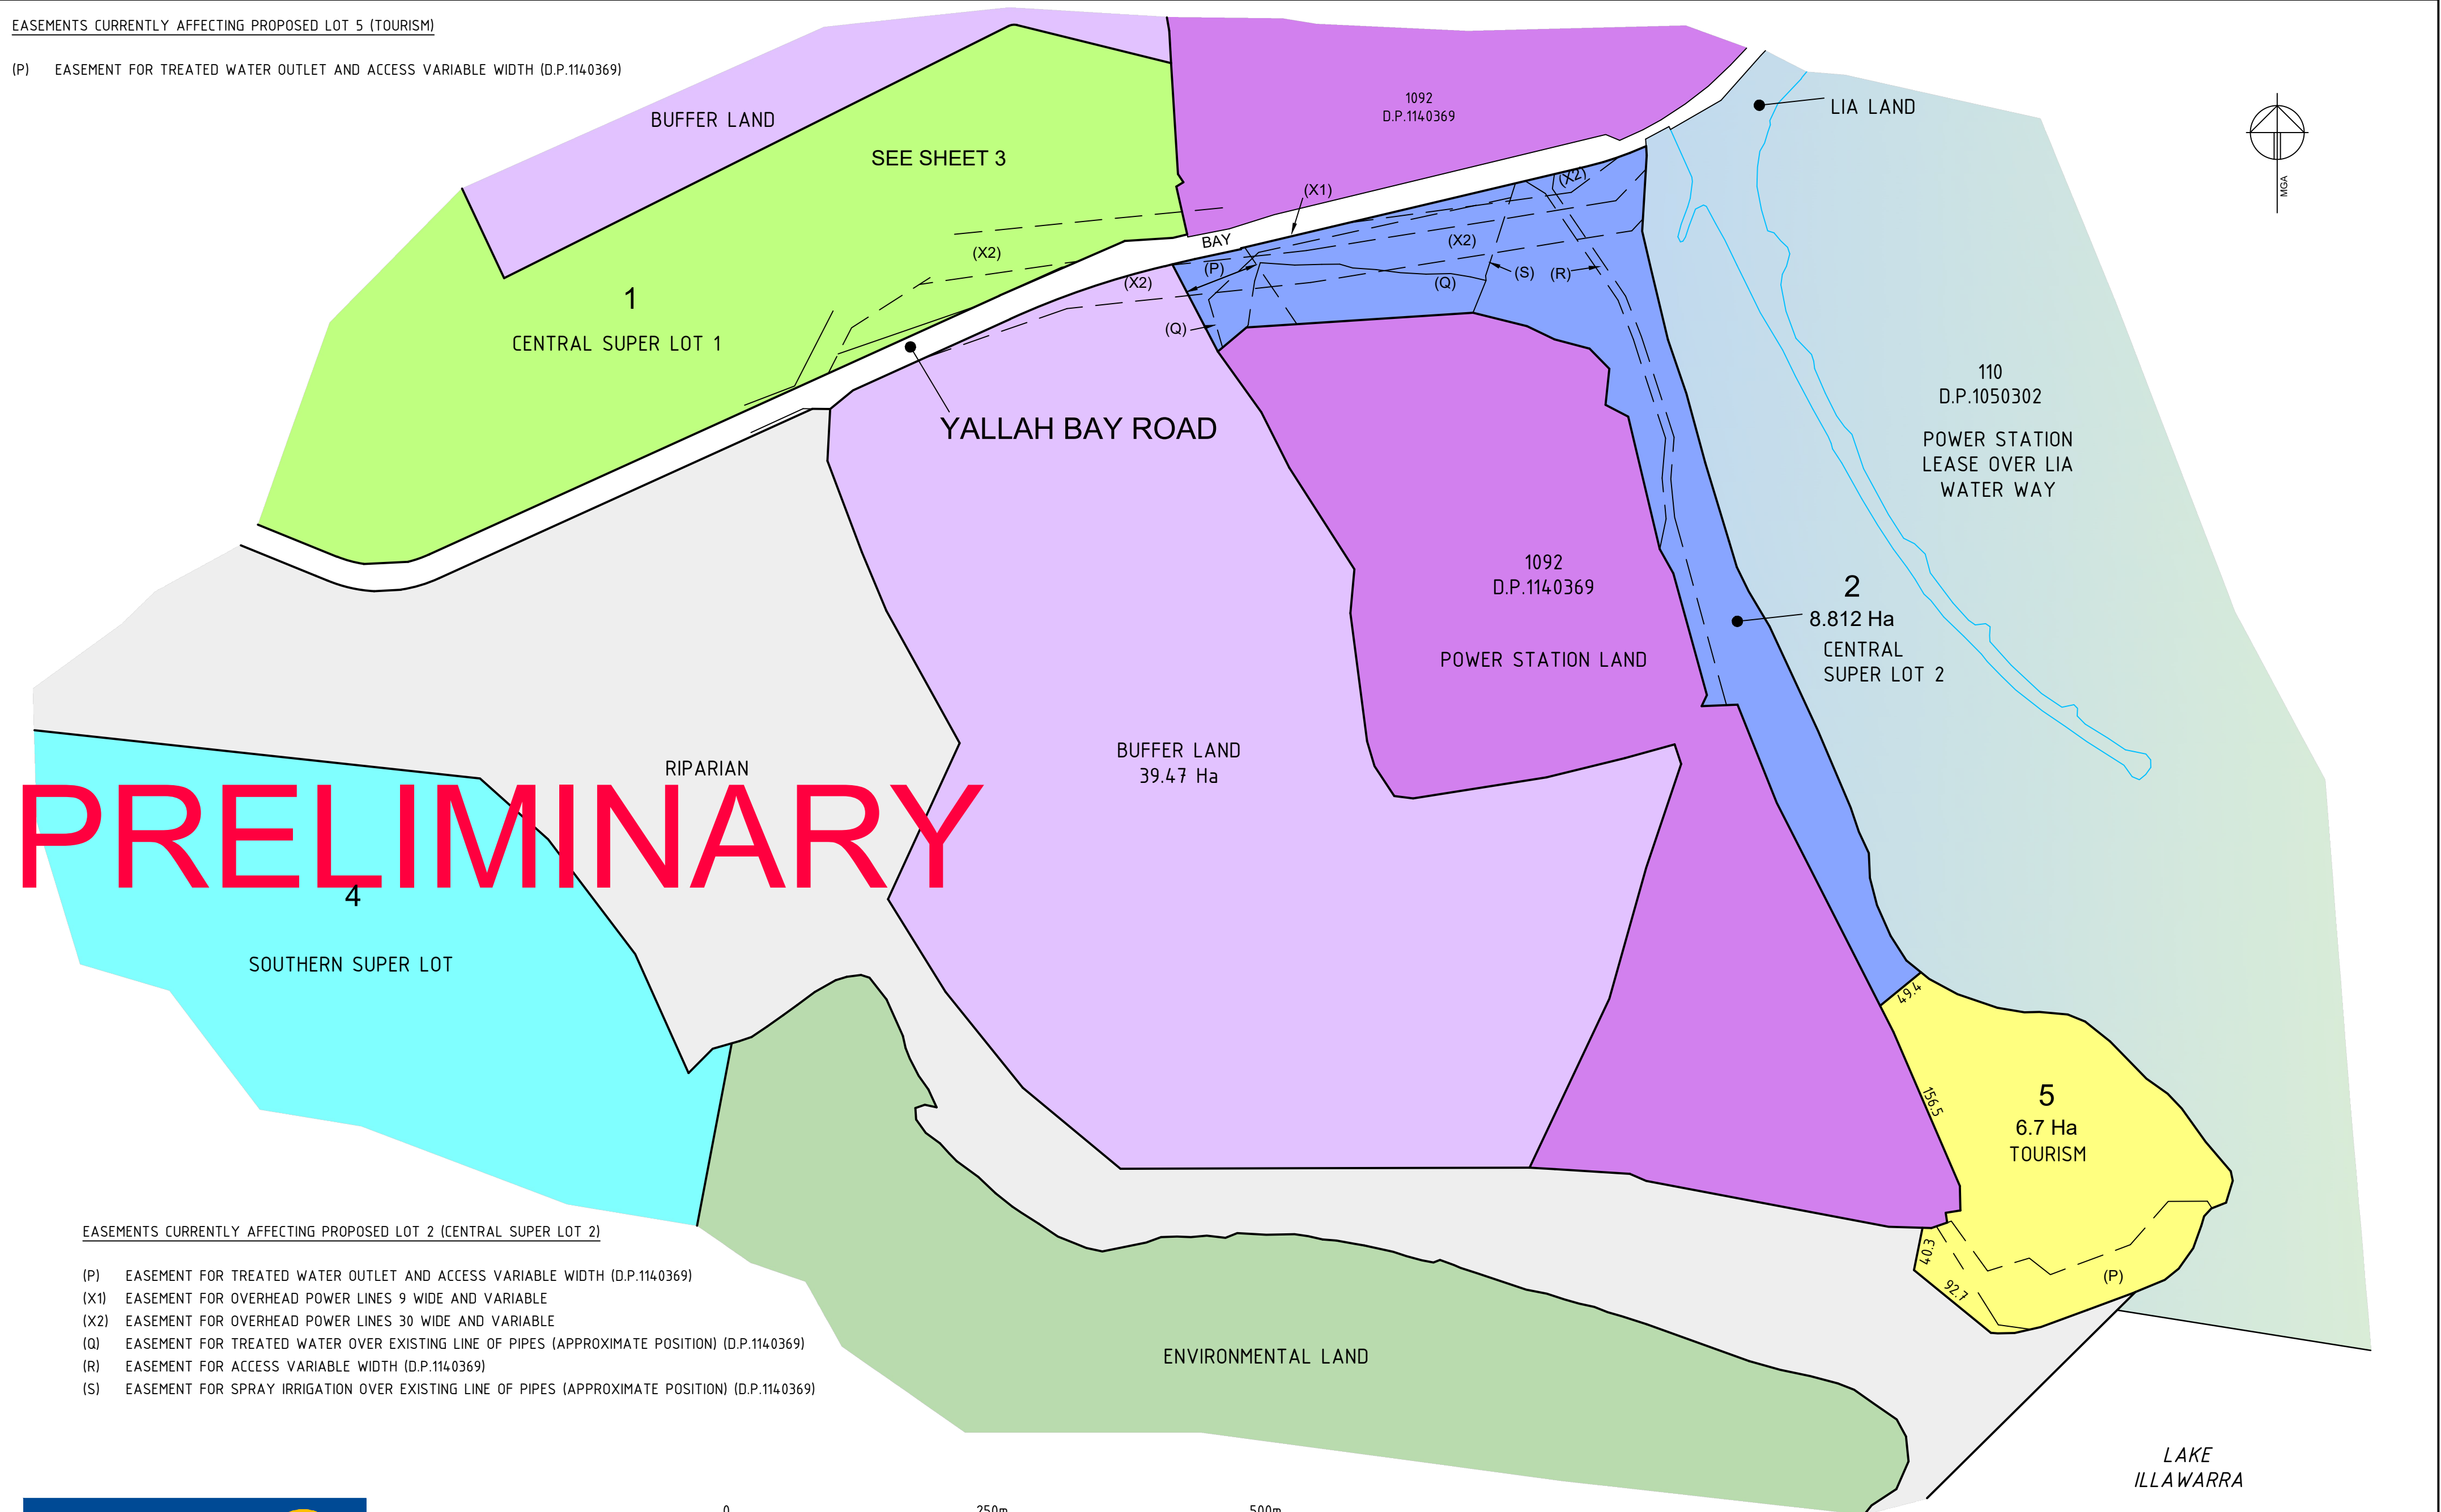 EASEMENTS CURRENTLY AFFECTING PROPOSED LOT 5 (TOURISM)
(P) EASEMENT FOR TREATED WATER OUTLET AND ACCESS VARIABLE WIDTH (D.P.1140369)
BUFFER LAND
SEE SHEET 3
1092
D.P.1140369
LIA LAND
MGA
(X1)
(X2)
BAY
(X2)
(X2)
(P)
(X2)
(Q)
(S)
(R)
(Q)
1
CENTRAL SUPER LOT 1
YALLAH BAY ROAD
110
D.P.1050302
POWER STATION
LEASE OVER LIA
WATER WAY
1092
D.P.1140369
POWER STATION LAND
2
8.812 Ha
CENTRAL
SUPER LOT 2
BUFFER LAND
39.47 Ha
RIPARIAN
PRELIMINARY
4
SOUTHERN SUPER LOT
49.4
156.5
5
6.7 Ha
TOURISM
40.3
92.7
(P)
EASEMENTS CURRENTLY AFFECTING PROPOSED LOT 2 (CENTRAL SUPER LOT 2)
(P) EASEMENT FOR TREATED WATER OUTLET AND ACCESS VARIABLE WIDTH (D.P.1140369)
(X1) EASEMENT FOR OVERHEAD POWER LINES 9 WIDE AND VARIABLE
(X2) EASEMENT FOR OVERHEAD POWER LINES 30 WIDE AND VARIABLE
(Q) EASEMENT FOR TREATED WATER OVER EXISTING LINE OF PIPES (APPROXIMATE POSITION) (D.P.1140369)
(R) EASEMENT FOR ACCESS VARIABLE WIDTH (D.P.1140369)
(S) EASEMENT FOR SPRAY IRRIGATION OVER EXISTING LINE OF PIPES (APPROXIMATE POSITION) (D.P.1140369)
ENVIRONMENTAL LAND
LAKE
ILLAWARRA
0 250m 500m